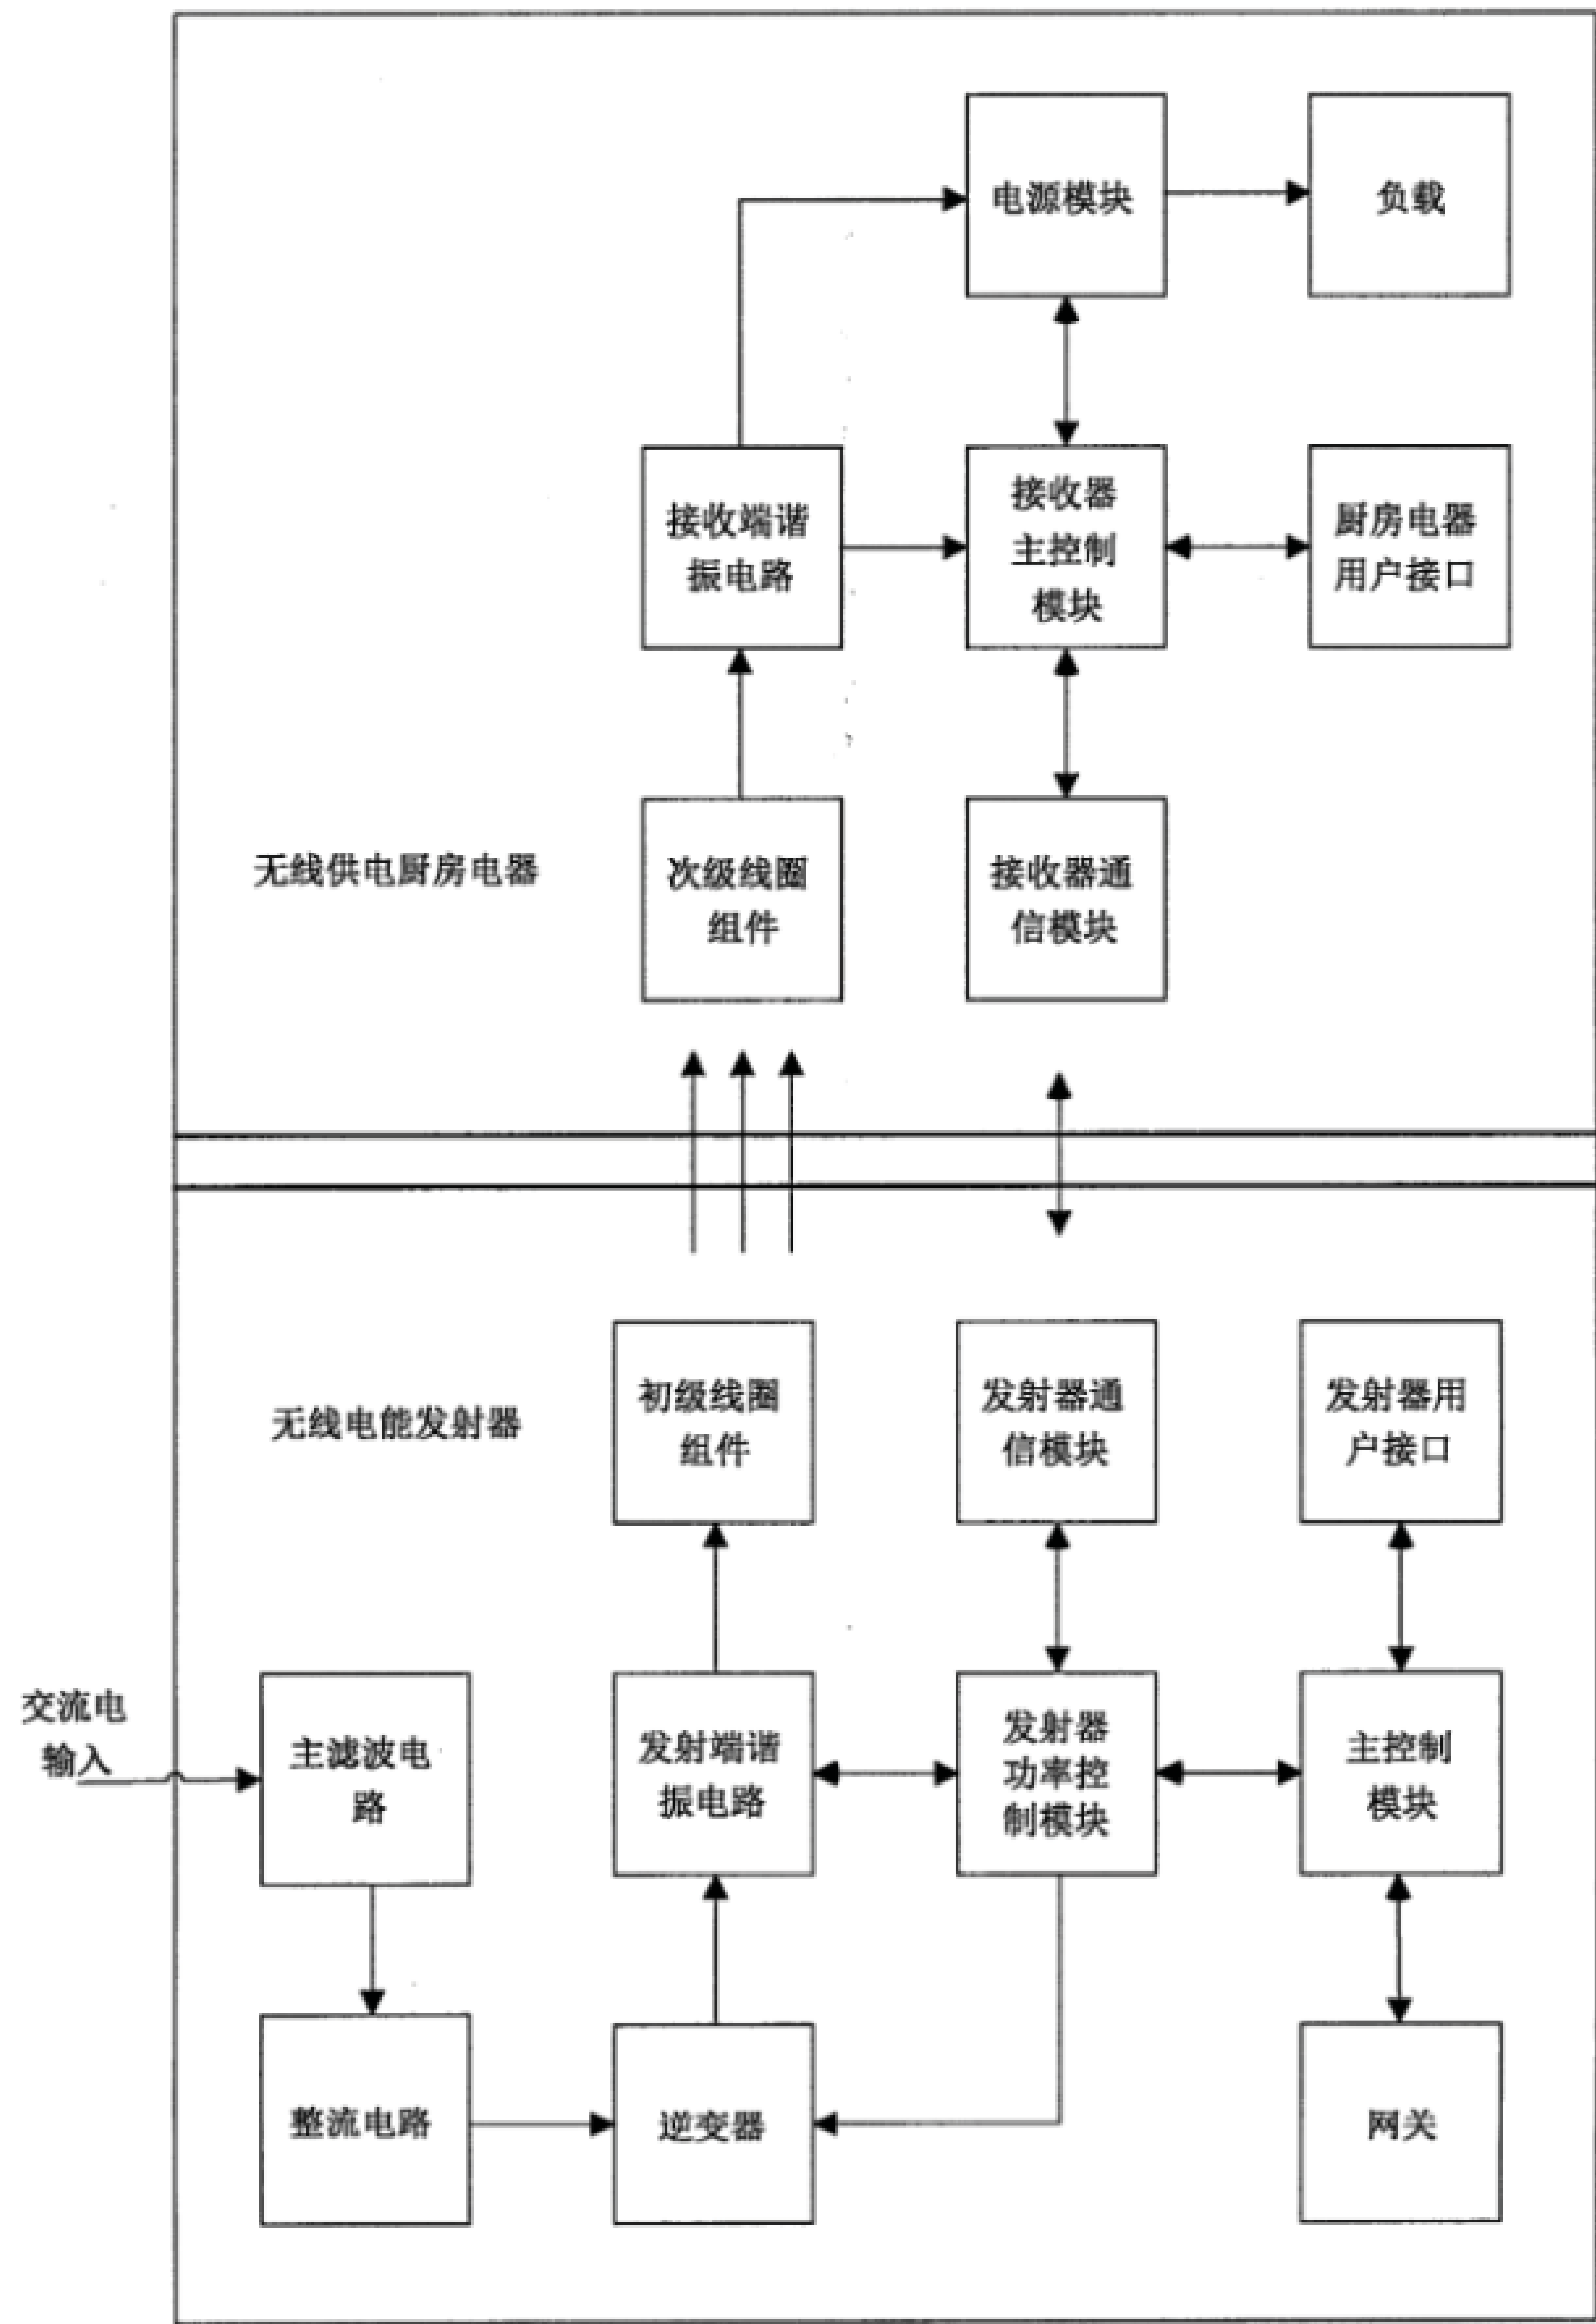 电源模块
负载
接收端谐
振电路
接收器
主控制
模块
厨房电器
用户接口
无线供电厨房电器
次级线圈
组件
接收器通
信模块
无线电能发射器
初级线圈
组件
发射器通
信模块
发射器用
户接口
交流电
输入
主滤波电
路
发射端谐
振电路
发射器
功率控
制模块
主控制
模块
整流电路
逆变器
网关